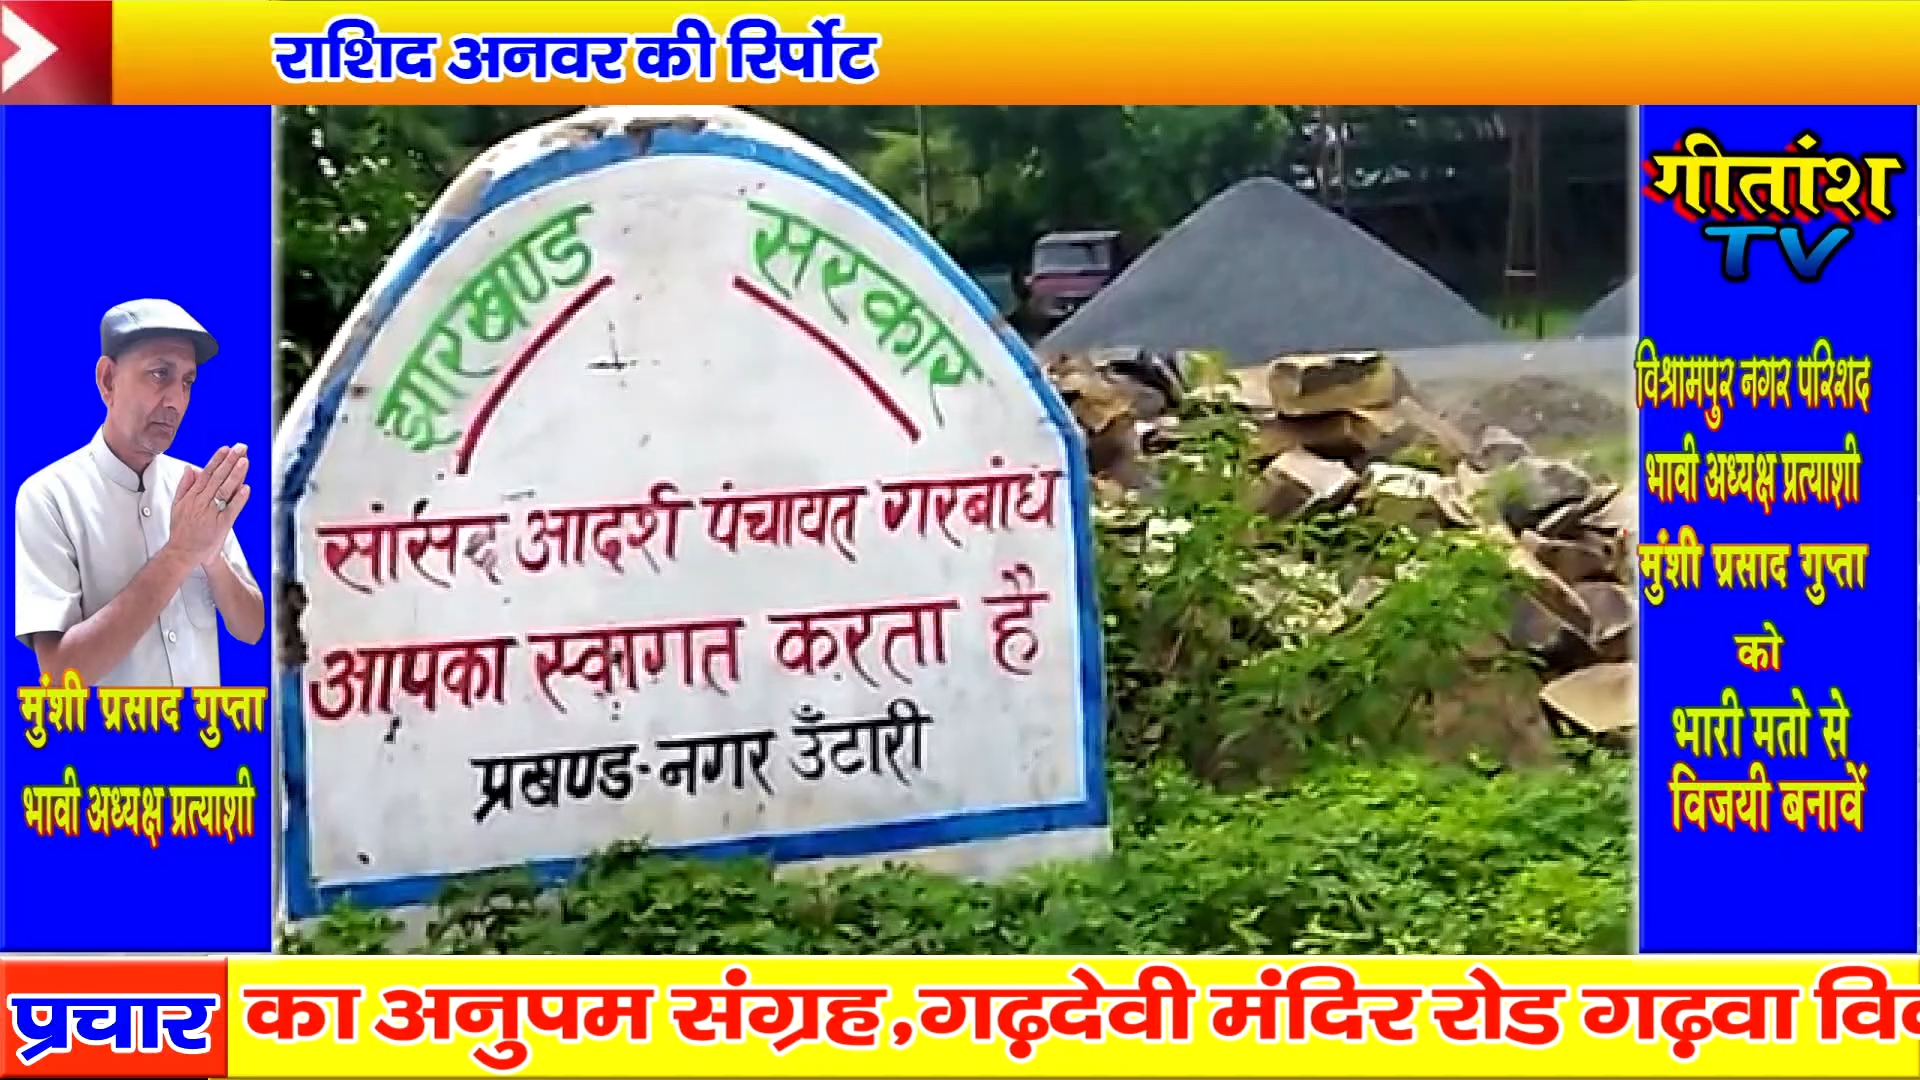 राशिद अनवर की रिर्पोट
गीतांश
TV
झारखण्ड सरकार
सांसद आदर्श पंचायत गरबांध
आपका स्वागत करता है
प्रखण्ड-नगर उँटारी
मुंशी प्रसाद गुप्ता
भावी अध्यक्ष प्रत्याशी
विश्रामपुर नगर परिशद
भावी अध्यक्ष प्रत्याशी
मुंशी प्रसाद गुप्ता
को
भारी मतो से
विजयी बनावें
प्रचार
का अनुपम संग्रह,गढ़देवी मंदिर रोड गढ़वा